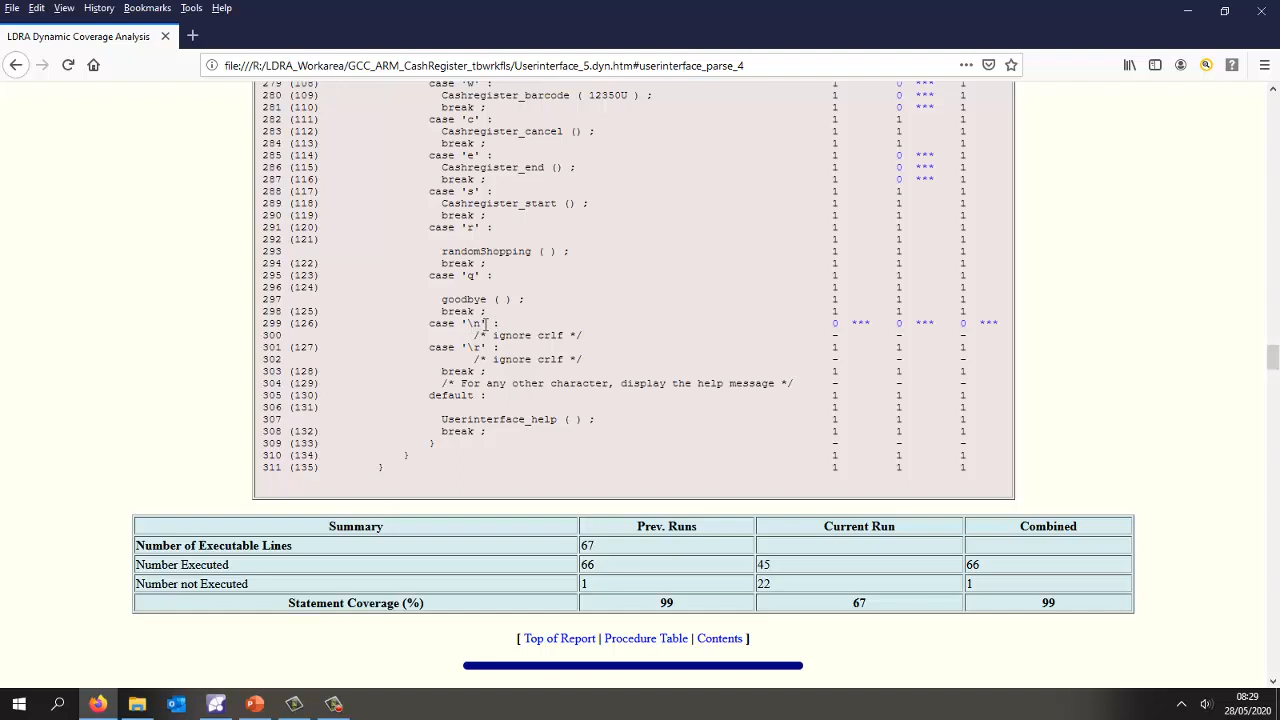 File Edit View History Bookmarks Tools Help
LDRA Dynamic Coverage Analysis
file:///R:/LDRA_Workarea/GCC_ARM_CashRegister_tbwrkfls/Userinterface_5.dyn.htm#userinterface_parse_4
279 (108) case 'w' : 1 0 *** 1
280 (109) Cashregister_barcode ( 12350U ) ; 1 0 *** 1
281 (110) break ; 1 0 *** 1
282 (111) case 'c' : 1 1 1
283 (112) Cashregister_cancel () ; 1 1 1
284 (113) break ; 1 1 1
285 (114) case 'e' : 1 0 *** 1
286 (115) Cashregister_end () ; 1 0 *** 1
287 (116) break ; 1 0 *** 1
288 (117) case 's' : 1 1 1
289 (118) Cashregister_start () ; 1 1 1
290 (119) break ; 1 1 1
291 (120) case 'r' : 1 1 1
292 (121) 1 1 1
293 randomShopping ( ) ; 1 1 1
294 (122) break ; 1 1 1
295 (123) case 'q' : 1 1 1
296 (124) 1 1 1
297 goodbye ( ) ; 1 1 1
298 (125) break ; 1 1 1
299 (126) case '\n' : 0 *** 0 *** 0 ***
300 /* ignore crlf */ - - -
301 (127) case '\r' : 1 1 1
302 /* ignore crlf */ - - -
303 (128) break ; 1 1 1
304 (129) /* For any other character, display the help message */ - - -
305 (130) default : 1 1 1
306 (131) 1 1 1
307 Userinterface_help ( ) ; 1 1 1
308 (132) break ; 1 1 1
309 (133) } - - -
310 (134) } 1 1 1
311 (135) } 1 1 1
Summary Prev. Runs Current Run Combined
Number of Executable Lines 67
Number Executed 66 45 66
Number not Executed 1 22 1
Statement Coverage (%) 99 67 99
[ Top of Report | Procedure Table | Contents ]
08:29
28/05/2020